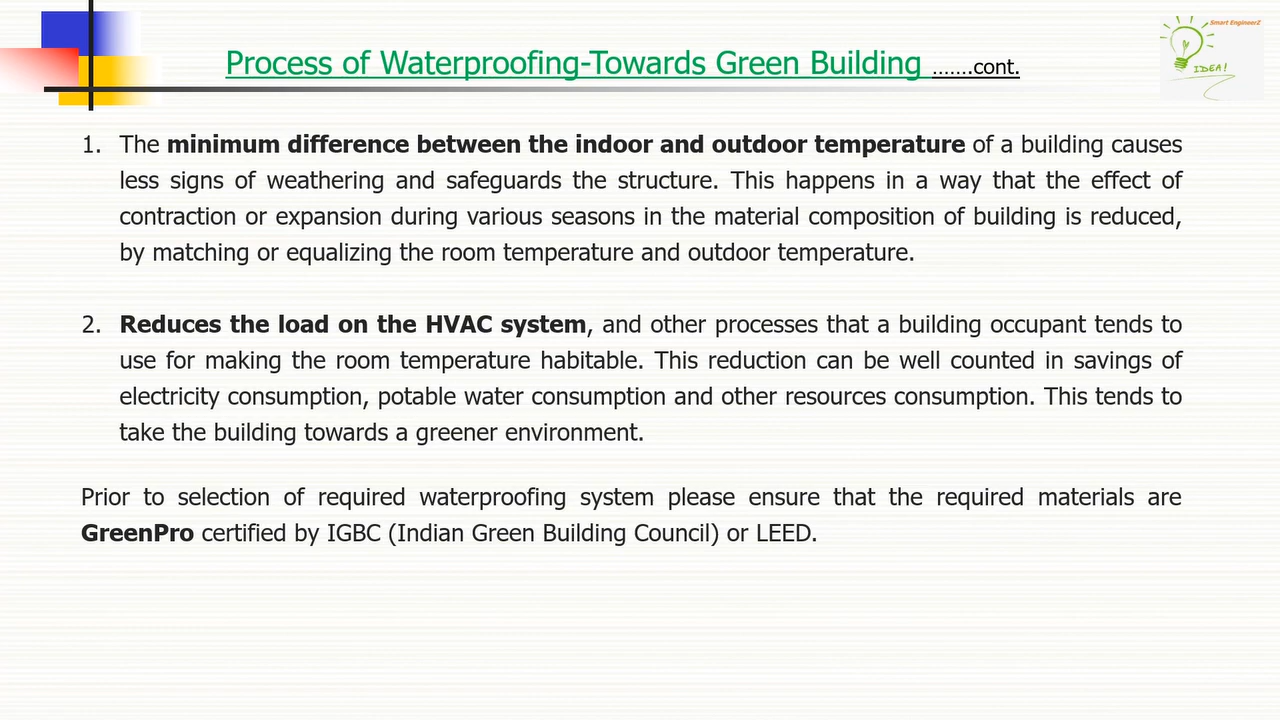 Smart EngineerZ
IDEA!
Process of Waterproofing-Towards Green Building …….cont.
1. The minimum difference between the indoor and outdoor temperature of a building causes
less signs of weathering and safeguards the structure. This happens in a way that the effect of
contraction or expansion during various seasons in the material composition of building is reduced,
by matching or equalizing the room temperature and outdoor temperature.
2. Reduces the load on the HVAC system, and other processes that a building occupant tends to
use for making the room temperature habitable. This reduction can be well counted in savings of
electricity consumption, potable water consumption and other resources consumption. This tends to
take the building towards a greener environment.
Prior to selection of required waterproofing system please ensure that the required materials are
GreenPro certified by IGBC (Indian Green Building Council) or LEED.